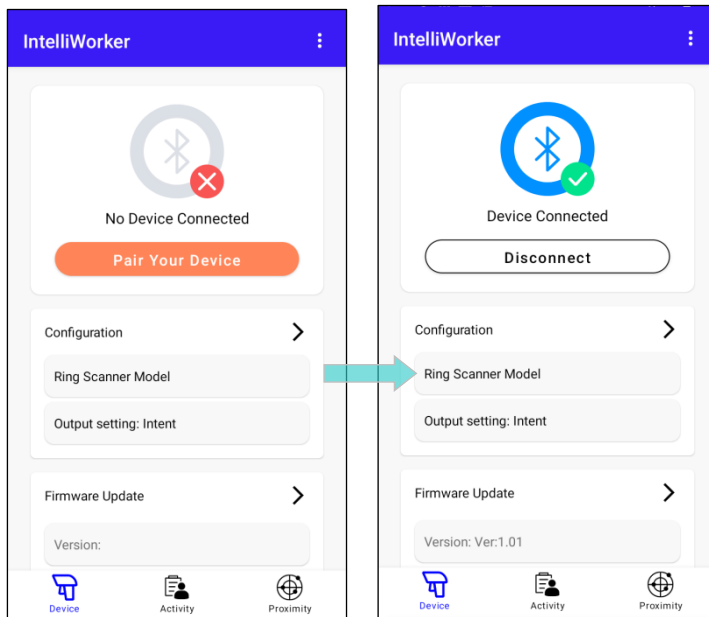 IntelliWorker
No Device Connected
Pair Your Device
Configuration
Ring Scanner Model
Output setting: Intent
Firmware Update
Version:
Device
Activity
Proximity
IntelliWorker
Device Connected
Disconnect
Configuration
Ring Scanner Model
Output setting: Intent
Firmware Update
Version: Ver:1.01
Device
Activity
Proximity